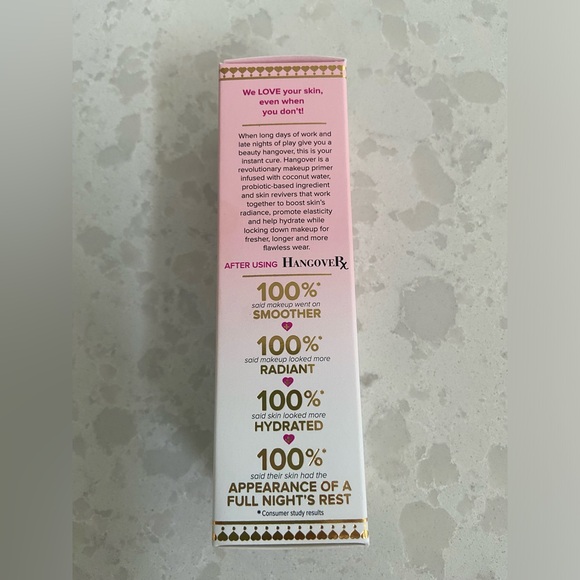 We LOVE your skin,
even when
you don't!
When long days of work and
late nights of play give you a
beauty hangover, this is your
instant cure. Hangover is a
revolutionary makeup primer
infused with coconut water,
probiotic-based ingredient
and skin revivers that work
together to boost skin's
radiance, promote elasticity
and help hydrate while
locking down makeup for
fresher, longer and more
flawless wear.
AFTER USING HANGOVERX
100%*
said makeup went on
SMOOTHER
100%*
said makeup looked more
RADIANT
100%*
said skin looked more
HYDRATED
100%*
said their skin had the
APPEARANCE OF A
FULL NIGHT'S REST
*Consumer study results